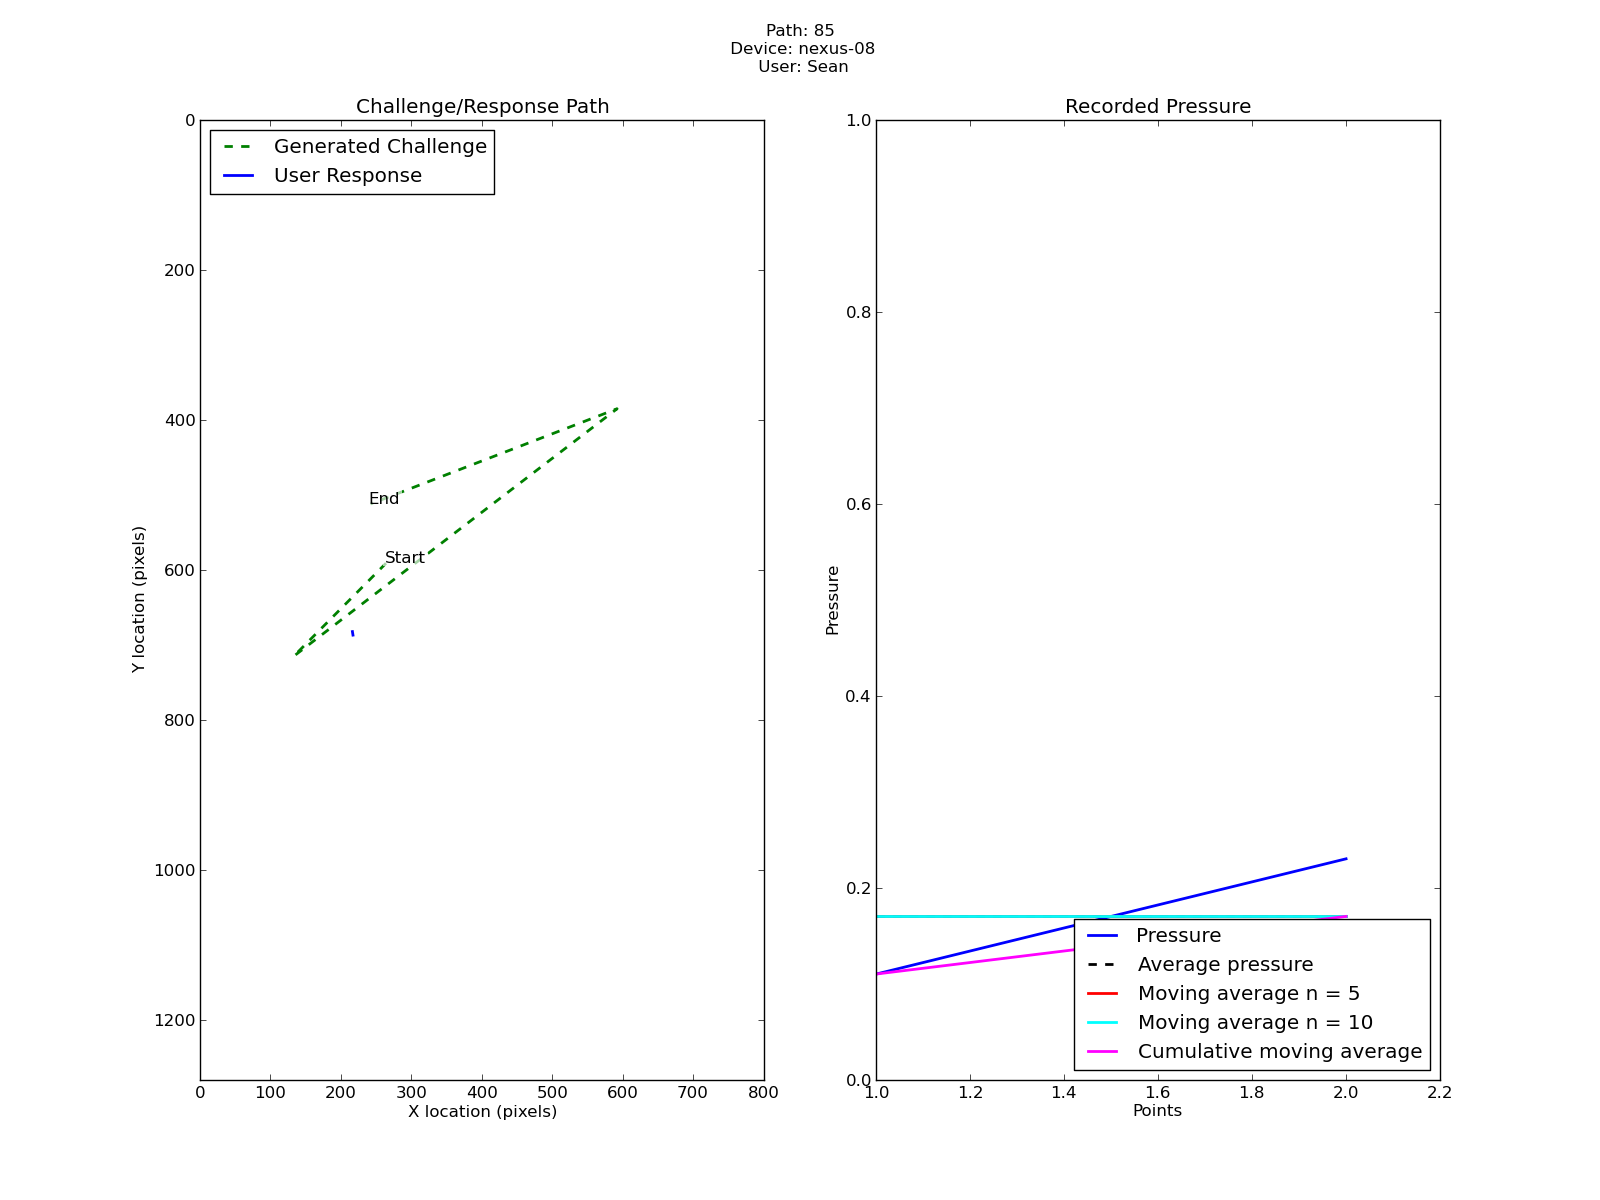 Path: 85
Device: nexus-08
User: Sean
Challenge/Response Path
Generated Challenge
User Response
0
200
400
600
800
1000
1200
Y location (pixels)
End
Start
0 100 200 300 400 500 600 700 800
X location (pixels)
Recorded Pressure
1.0
0.8
0.6
0.4
0.2
0.0
Pressure
Pressure
Average pressure
Moving average n = 5
Moving average n = 10
Cumulative moving average
1.0 1.2 1.4 1.6 1.8 2.0 2.2
Points